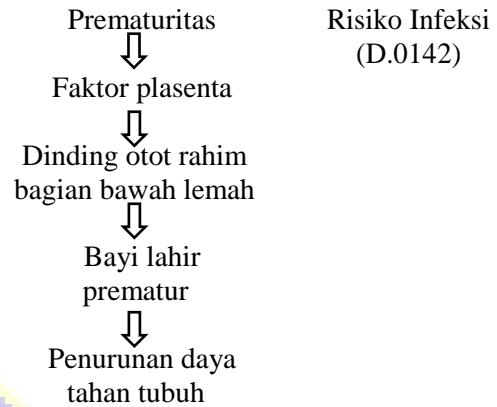 Prematuritas
Faktor plasenta
Dinding otot rahim
bagian bawah lemah
Bayi lahir
prematur
Penurunan daya
tahan tubuh
Risiko Infeksi
(D.0142)